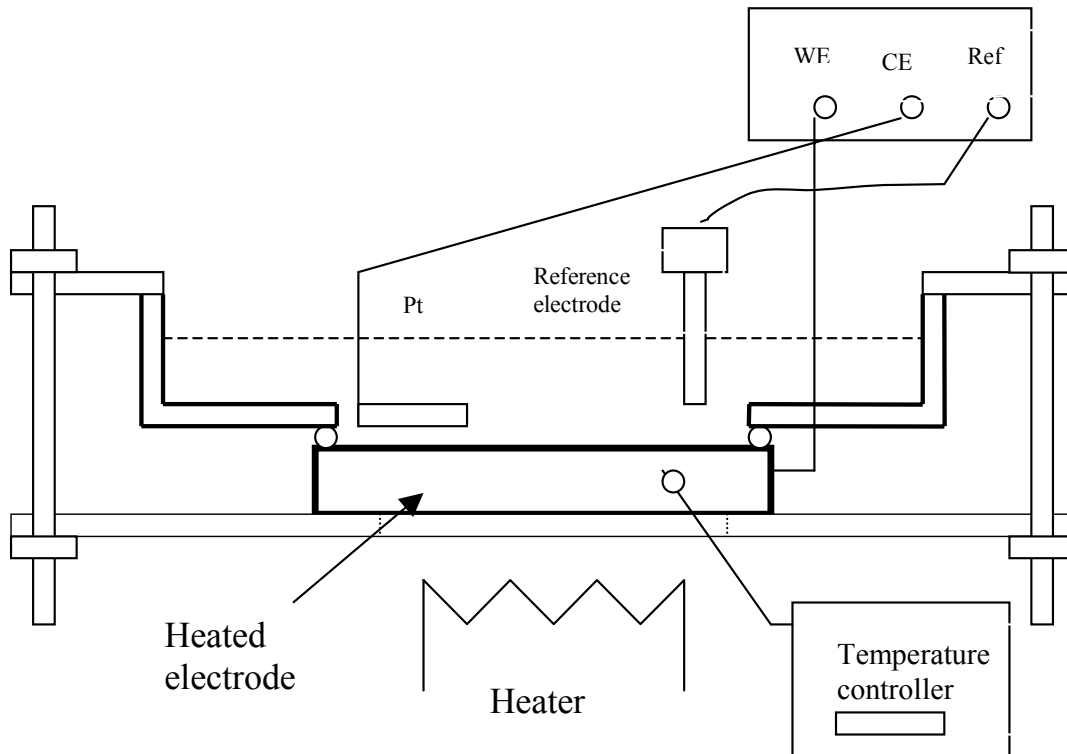 WE
CE
Ref
Reference
electrode
Pt
Heated
electrode
Heater
Temperature
controller